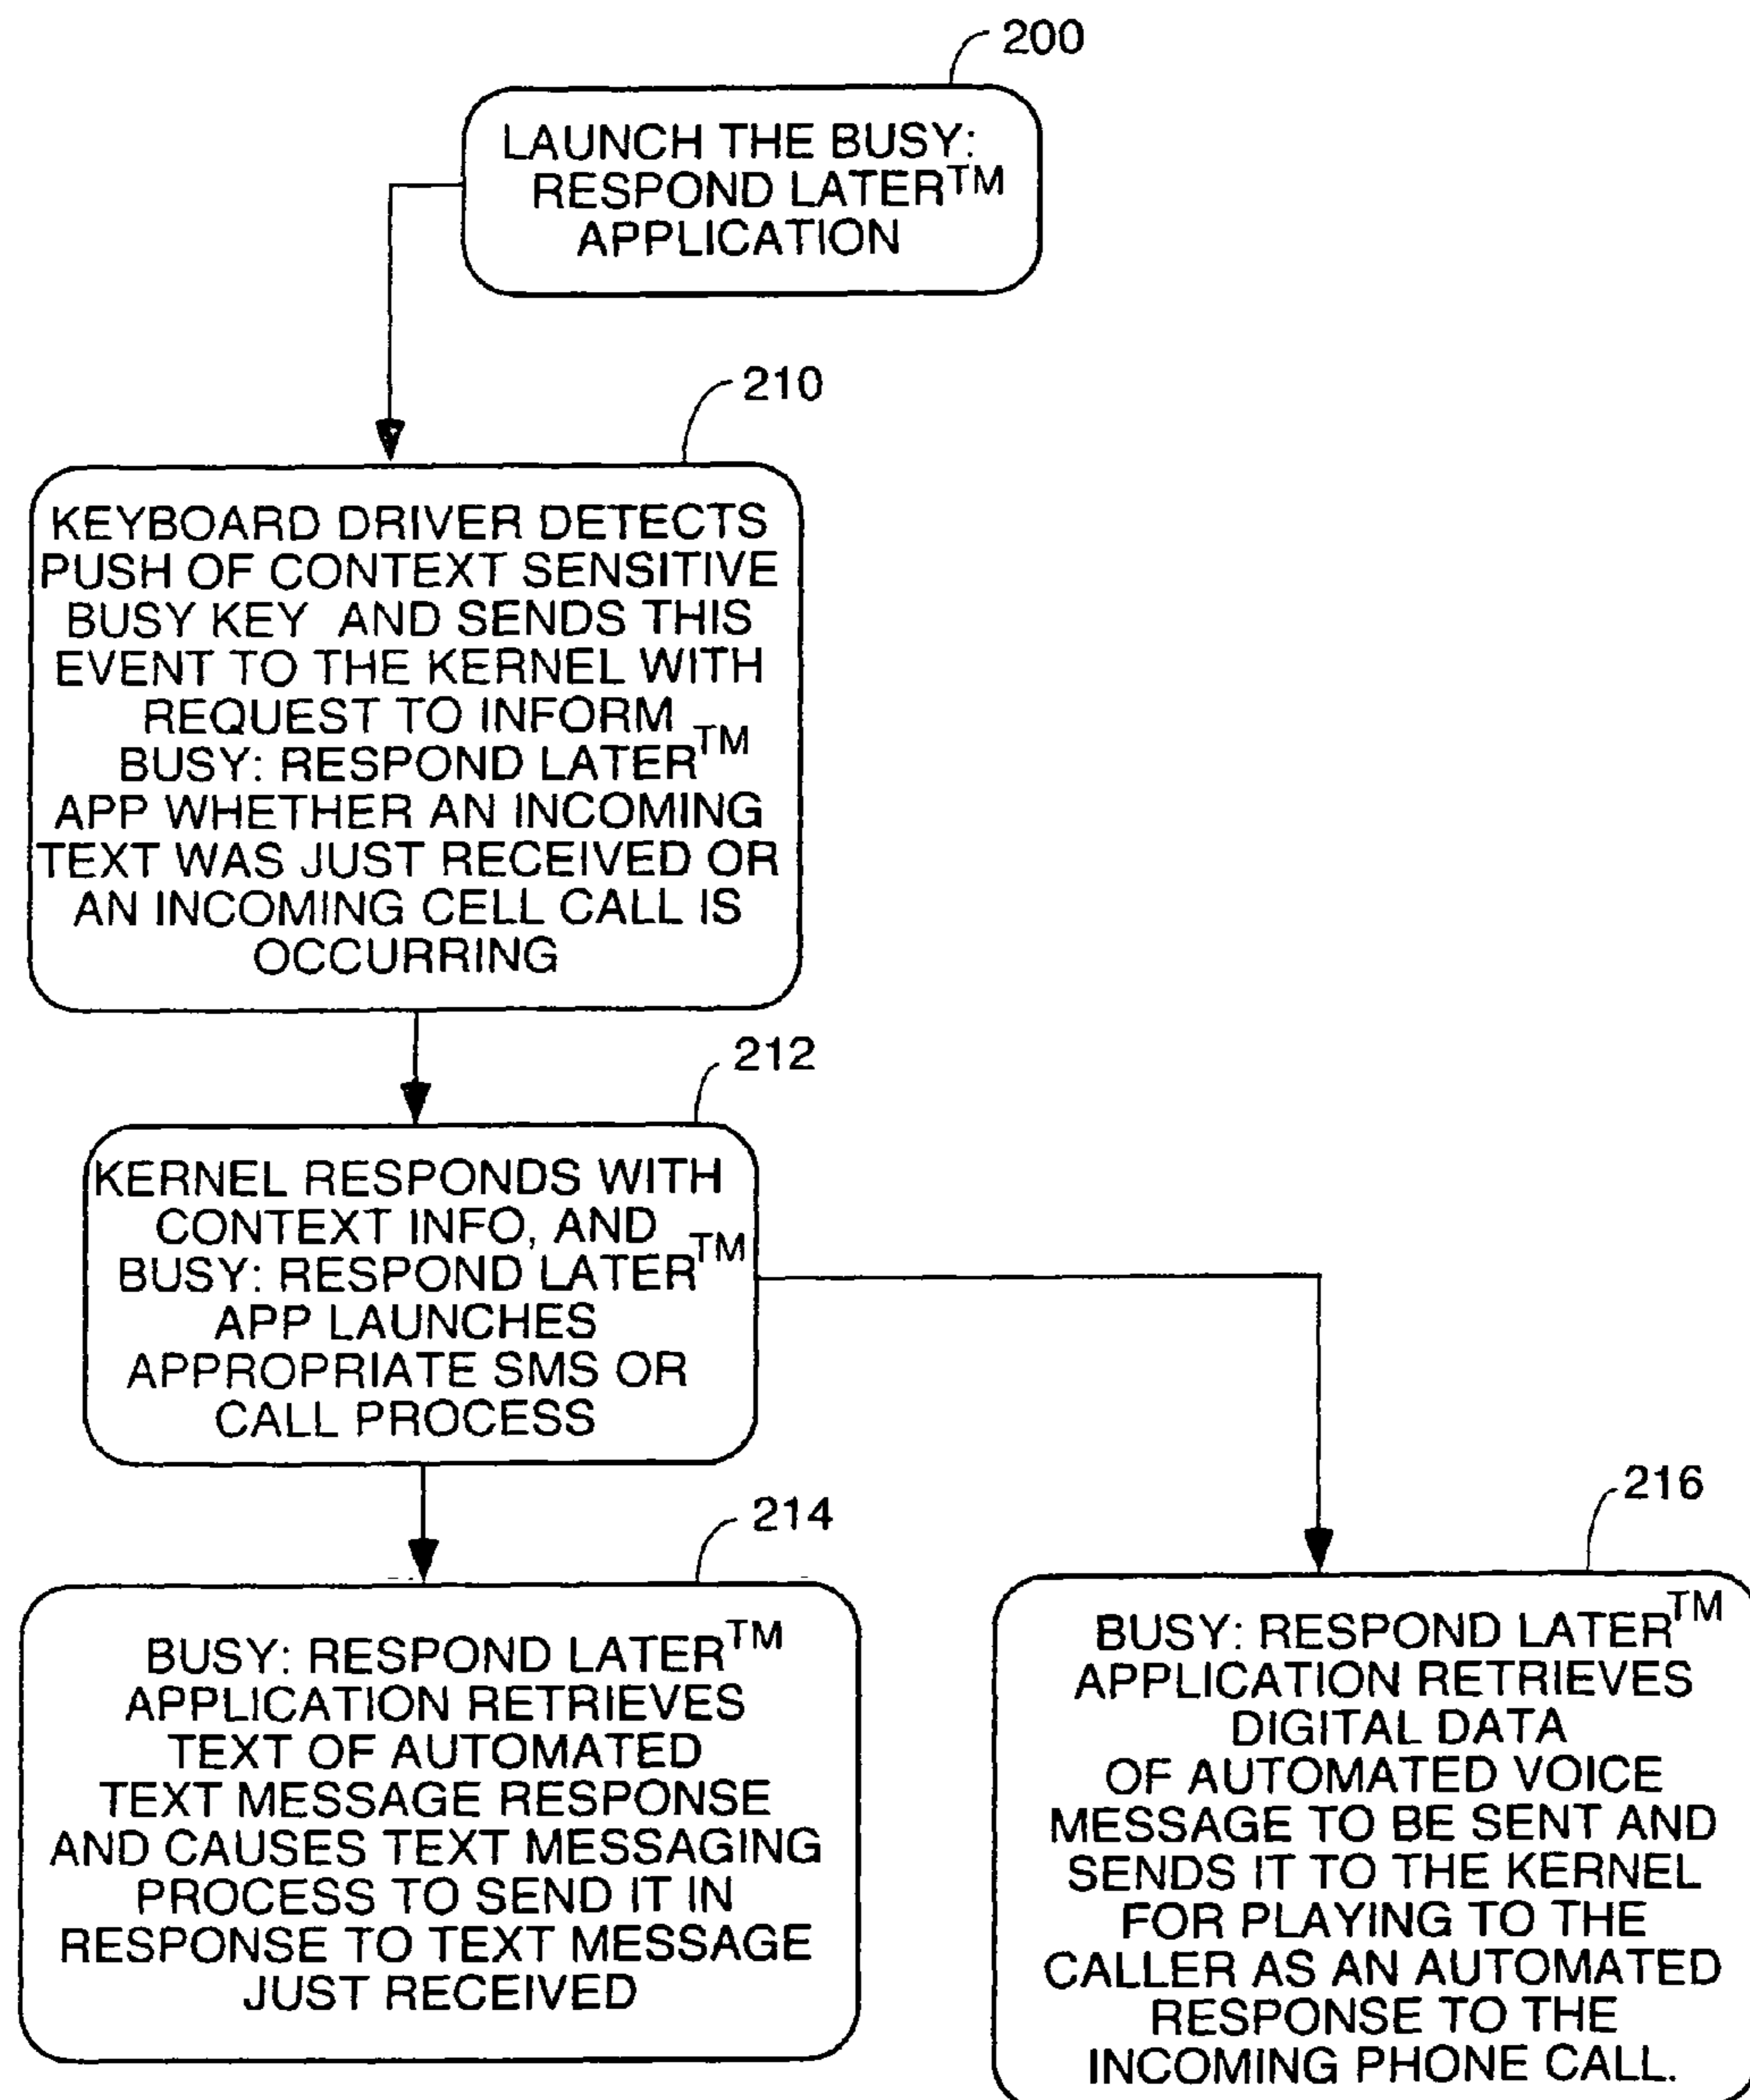 200
LAUNCH THE BUSY:
RESPOND LATER™
APPLICATION
210
KEYBOARD DRIVER DETECTS
PUSH OF CONTEXT SENSITIVE
BUSY KEY AND SENDS THIS
EVENT TO THE KERNEL WITH
REQUEST TO INFORM
BUSY: RESPOND LATER™
APP WHETHER AN INCOMING
TEXT WAS JUST RECEIVED OR
AN INCOMING CELL CALL IS
OCCURRING
212
KERNEL RESPONDS WITH
CONTEXT INFO, AND
BUSY: RESPOND LATER™
APP LAUNCHES
APPROPRIATE SMS OR
CALL PROCESS
214
BUSY: RESPOND LATER™
APPLICATION RETRIEVES
TEXT OF AUTOMATED
TEXT MESSAGE RESPONSE
AND CAUSES TEXT MESSAGING
PROCESS TO SEND IT IN
RESPONSE TO TEXT MESSAGE
JUST RECEIVED
216
BUSY: RESPOND LATER™
APPLICATION RETRIEVES
DIGITAL DATA
OF AUTOMATED VOICE
MESSAGE TO BE SENT AND
SENDS IT TO THE KERNEL
FOR PLAYING TO THE
CALLER AS AN AUTOMATED
RESPONSE TO THE
INCOMING PHONE CALL.